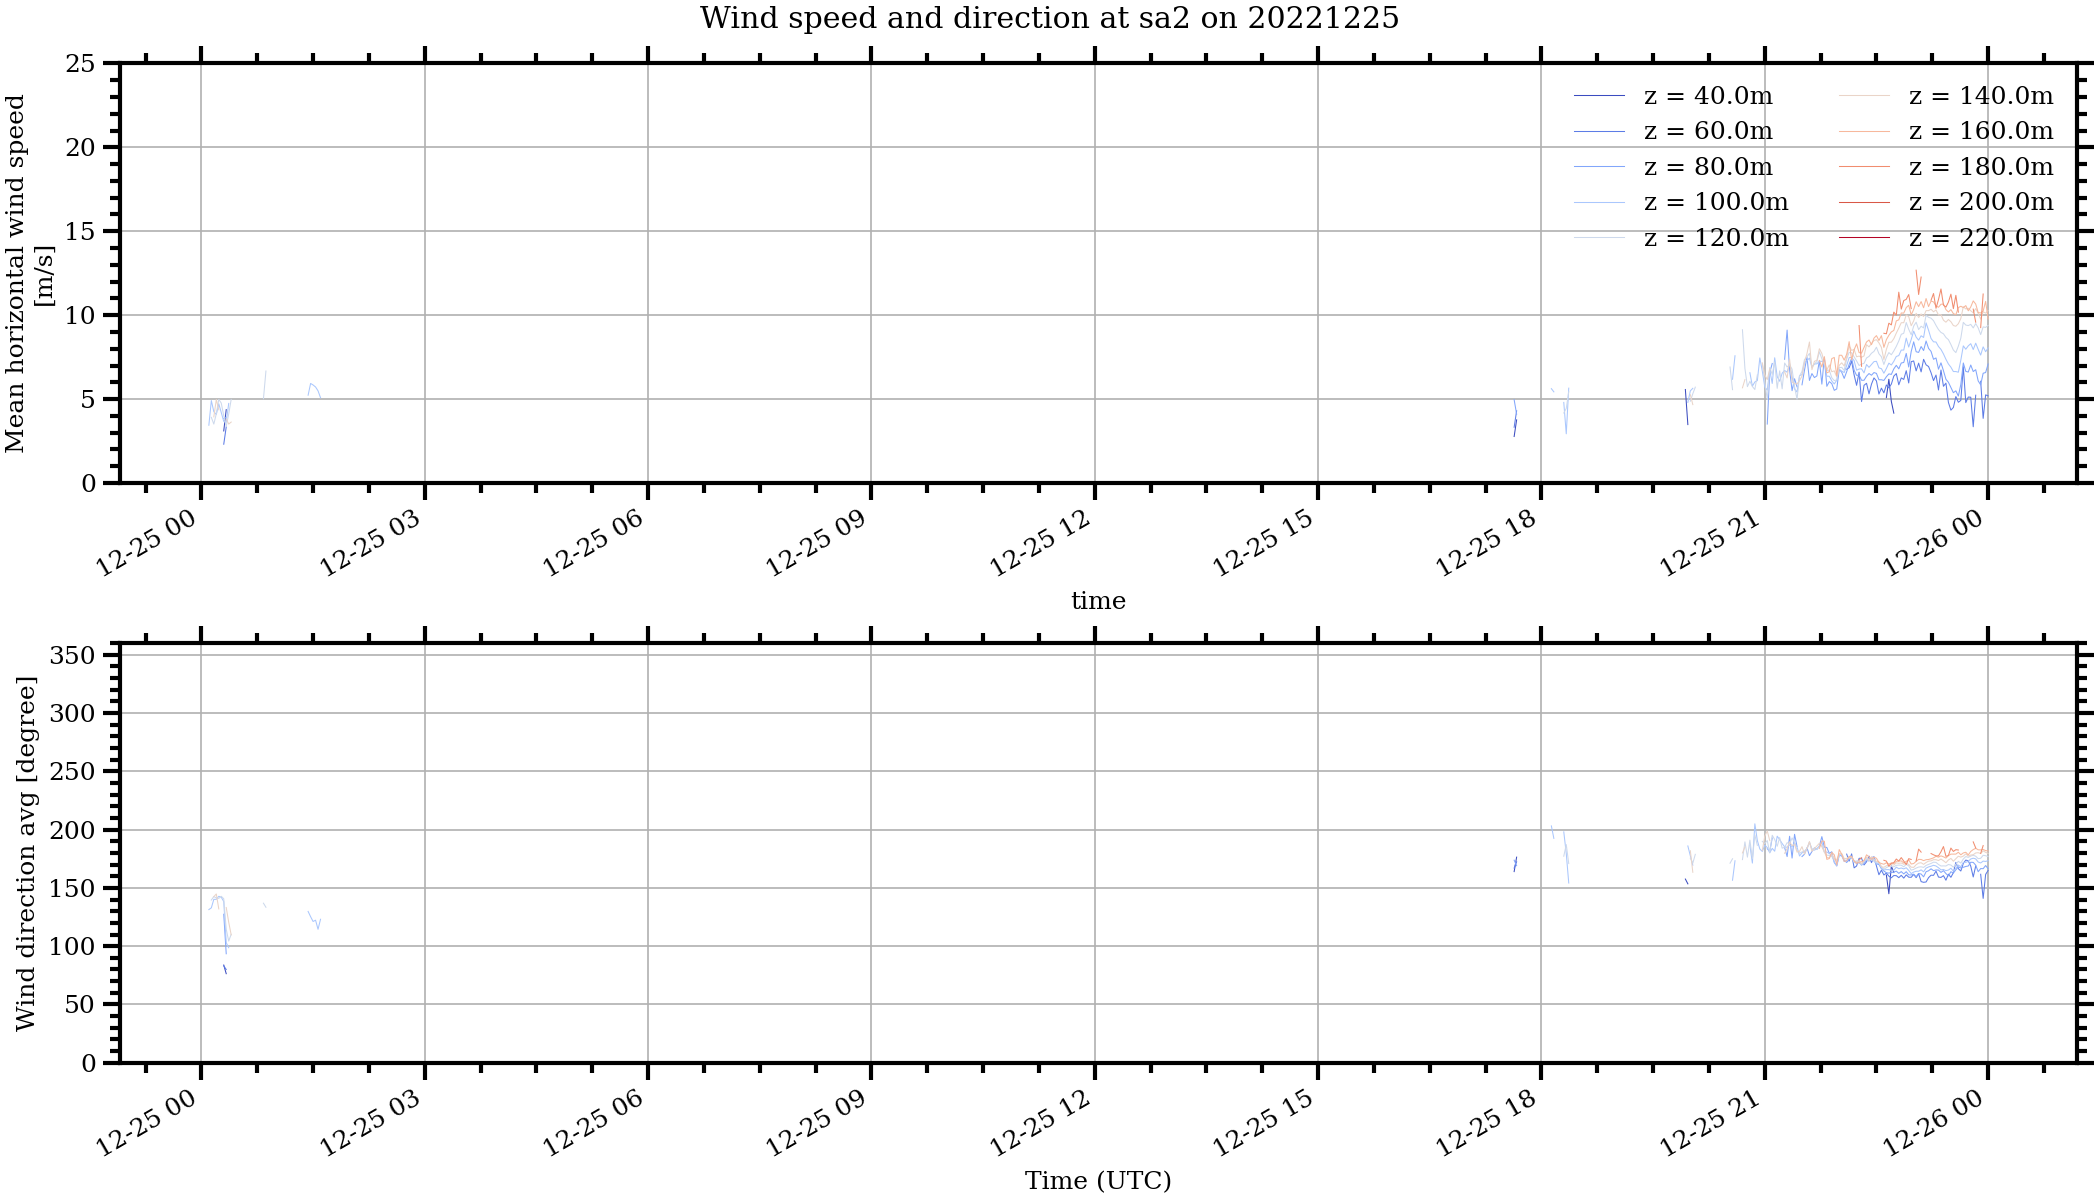 Wind speed and direction at sa2 on 20221225
Mean horizontal wind speed
[m/s]
25
20
15
10
5
0
z = 40.0m
z = 60.0m
z = 80.0m
z = 100.0m
z = 120.0m
z = 140.0m
z = 160.0m
z = 180.0m
z = 200.0m
z = 220.0m
12-25 00
12-25 03
12-25 06
12-25 09
12-25 12
12-25 15
12-25 18
12-25 21
12-26 00
time
Wind direction avg [degree]
350
300
250
200
150
100
50
0
12-25 00
12-25 03
12-25 06
12-25 09
12-25 12
12-25 15
12-25 18
12-25 21
12-26 00
Time (UTC)